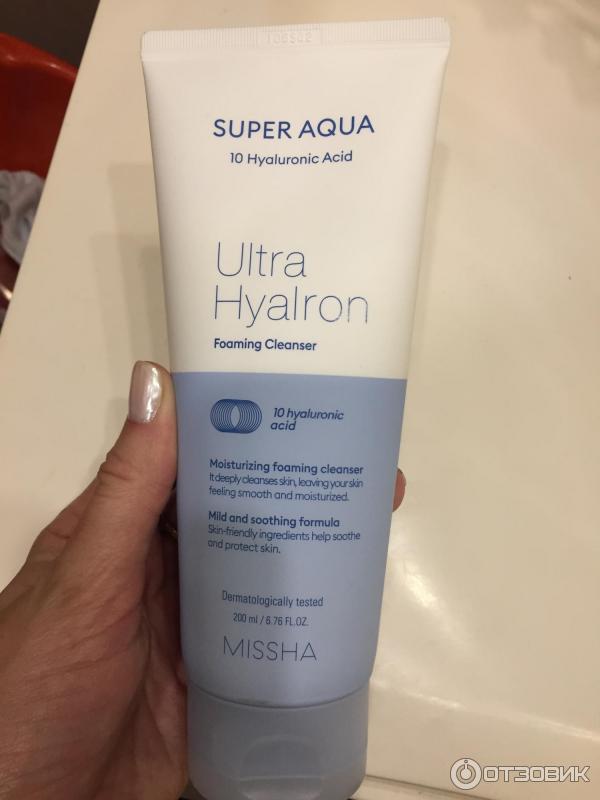 SUPER AQUA
10 Hyaluronic Acid
Ultra
Hyalron
Foaming Cleanser
10 hyaluronic
acid
Moisturizing foaming cleanser
It deeply cleanses skin, leaving your skin
feeling smooth and moisturized.
Mild and soothing formula
Skin-friendly ingredients help soothe
and protect skin.
Dermatologically tested
200 ml / 6.76 FL.OZ.
MISSHA
ОТЗОВИК